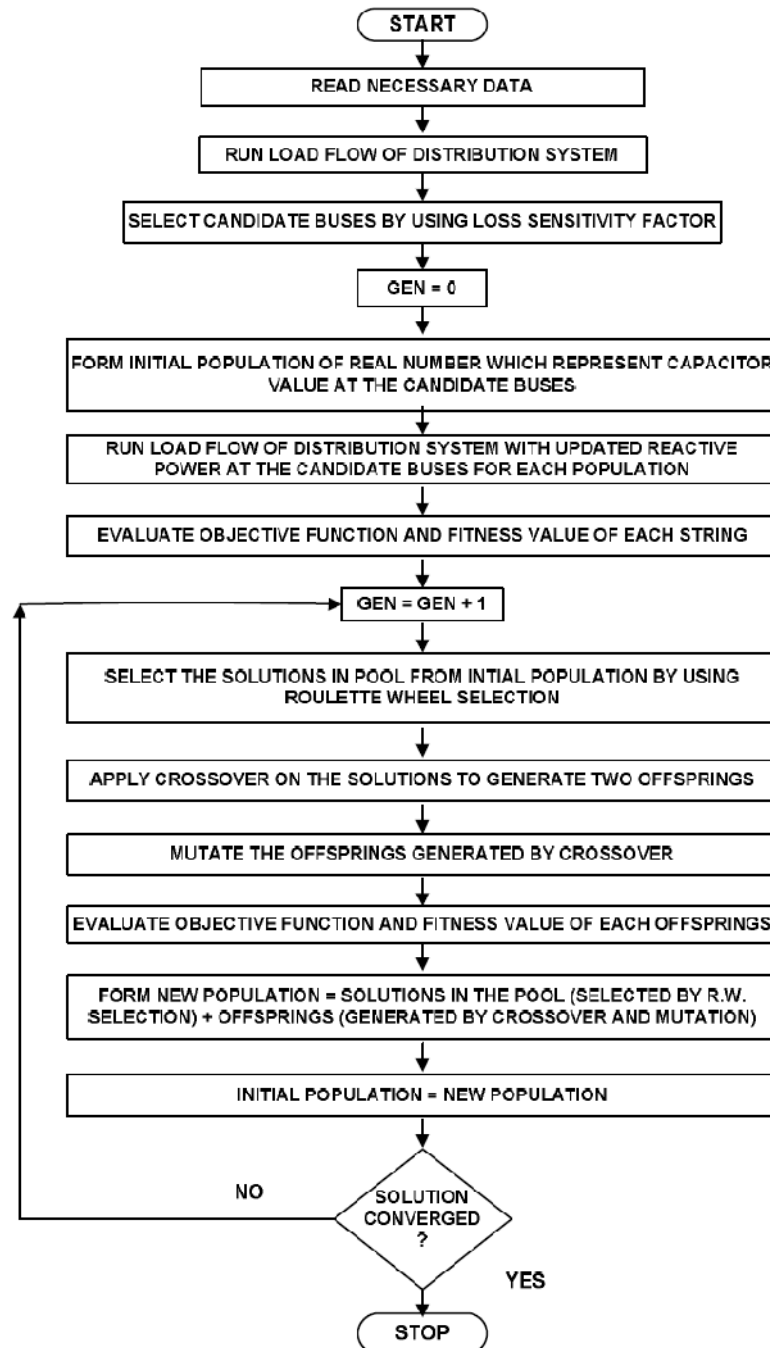 START
READ NECESSARY DATA
RUN LOAD FLOW OF DISTRIBUTION SYSTEM
SELECT CANDIDATE BUSES BY USING LOSS SENSITIVITY FACTOR
GEN = 0
FORM INITIAL POPULATION OF REAL NUMBER WHICH REPRESENT CAPACITOR
VALUE AT THE CANDIDATE BUSES
RUN LOAD FLOW OF DISTRIBUTION SYSTEM WITH UPDATED REACTIVE
POWER AT THE CANDIDATE BUSES FOR EACH POPULATION
EVALUATE OBJECTIVE FUNCTION AND FITNESS VALUE OF EACH STRING
GEN = GEN + 1
SELECT THE SOLUTIONS IN POOL FROM INTIAL POPULATION BY USING
ROULETTE WHEEL SELECTION
APPLY CROSSOVER ON THE SOLUTIONS TO GENERATE TWO OFFSPRINGS
MUTATE THE OFFSPRINGS GENERATED BY CROSSOVER
EVALUATE OBJECTIVE FUNCTION AND FITNESS VALUE OF EACH OFFSPRINGS
FORM NEW POPULATION = SOLUTIONS IN THE POOL (SELECTED BY R.W.
SELECTION) + OFFSPRINGS (GENERATED BY CROSSOVER AND MUTATION)
INITIAL POPULATION = NEW POPULATION
NO
SOLUTION
CONVERGED
?
YES
STOP